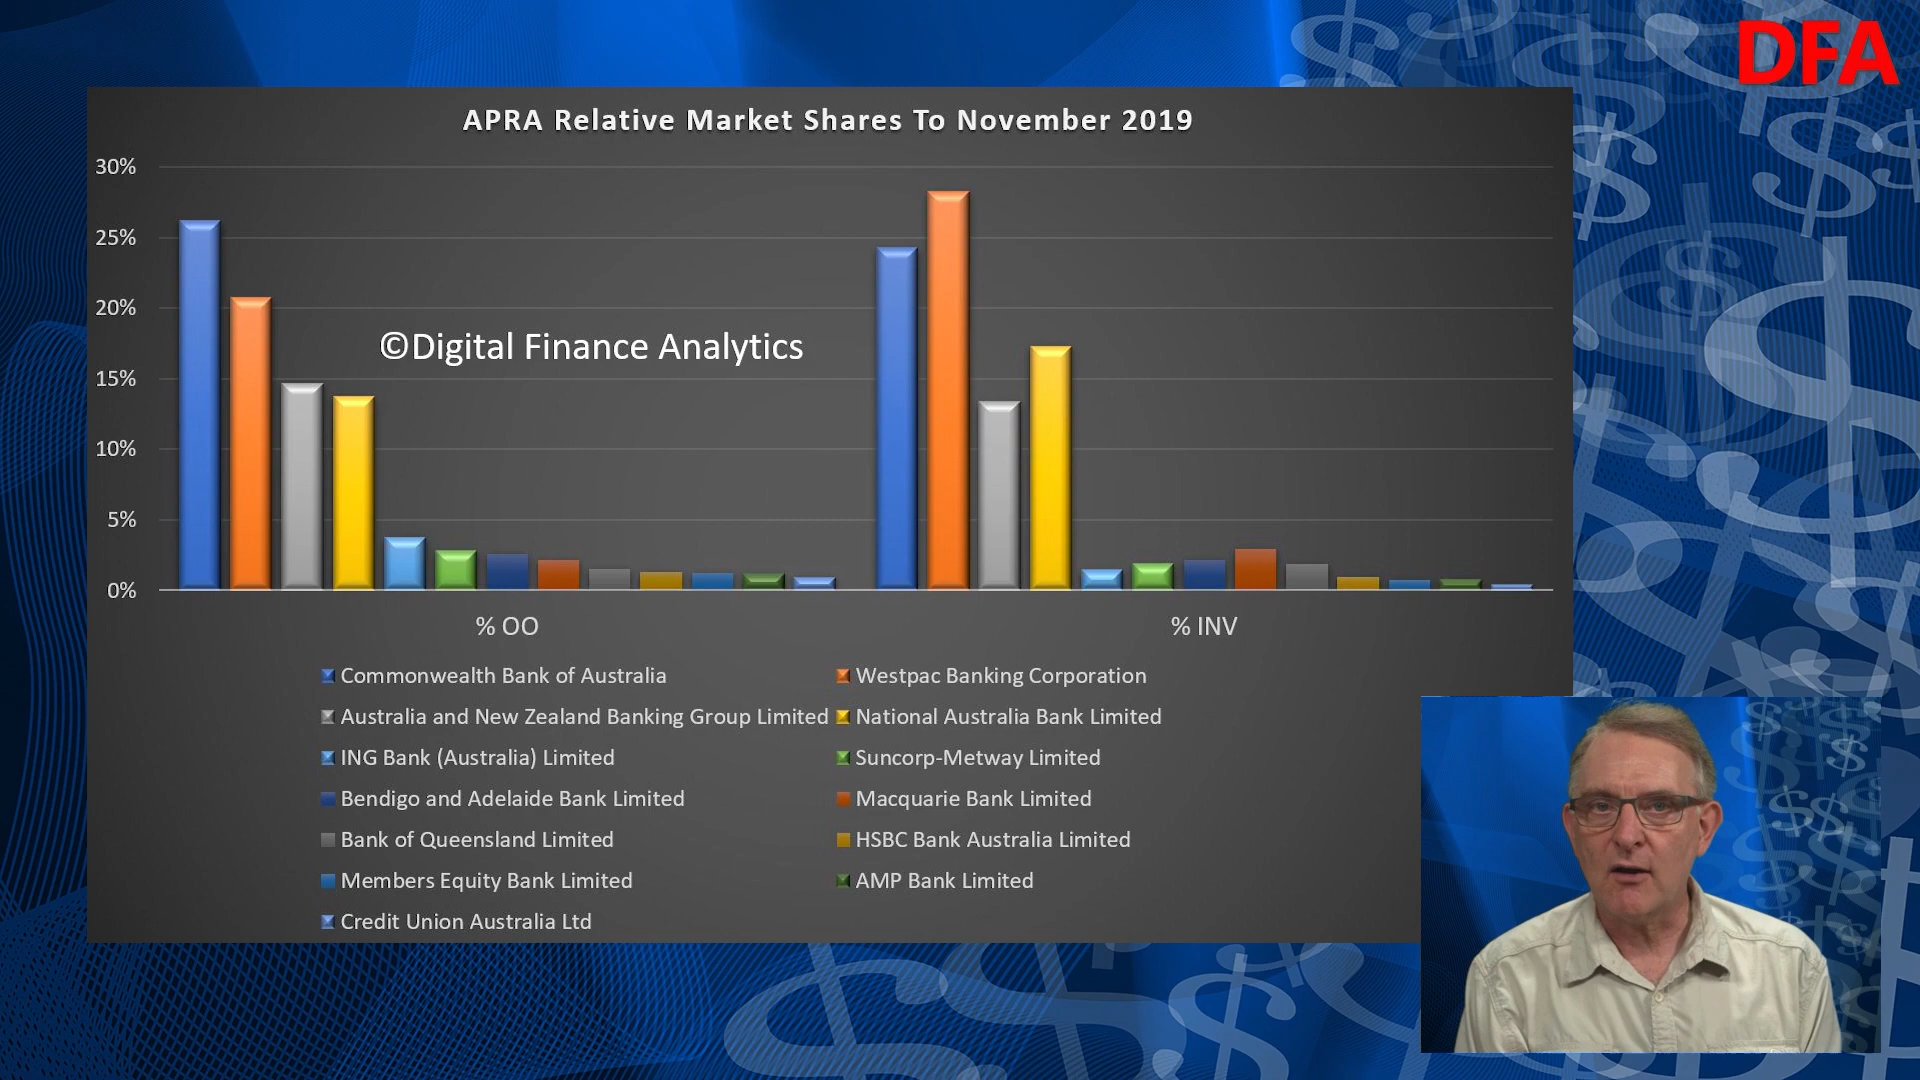 DFA
APRA Relative Market Shares To November 2019
30%
25%
20%
15%
10%
5%
0%
©Digital Finance Analytics
% OO
% INV
Commonwealth Bank of Australia
Westpac Banking Corporation
Australia and New Zealand Banking Group Limited
National Australia Bank Limited
ING Bank (Australia) Limited
Suncorp-Metway Limited
Bendigo and Adelaide Bank Limited
Macquarie Bank Limited
Bank of Queensland Limited
HSBC Bank Australia Limited
Members Equity Bank Limited
AMP Bank Limited
Credit Union Australia Ltd